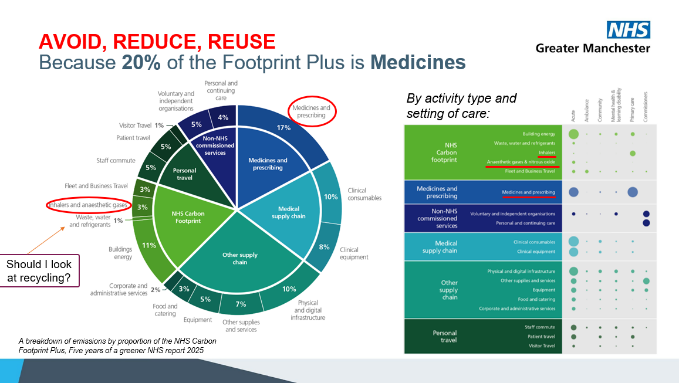 AVOID, REDUCE, REUSE
Because 20% of the Footprint Plus is Medicines
NHS
Greater Manchester
Personal and
continuing
care
Voluntary and
independent
organisations
Visitor Travel 1%
Patient travel
Staff commute
Fleet and Business Travel
Inhalers and anaesthetic gases
Waste, water
and refrigerants
1%
Buildings
energy
Corporate and
administrative services
2%
Food and
catering
Equipment
Other supplies
and services
Physical
and digital
infrastructure
Clinical
equipment
Clinical
consumables
Medicines and
prescribing
5%
4%
17%
5%
5%
3%
3%
11%
3%
5%
7%
10%
8%
10%
Non-NHS
commissioned
services
Personal
travel
Medicines and
prescribing
NHS Carbon
Footprint
Medical
supply chain
Other supply
chain
Should I look
at recycling?
A breakdown of emissions by proportion of the NHS Carbon
Footprint Plus, Five years of a greener NHS report 2025
By activity type and
setting of care:
Acute
Ambulance
Community
Mental health &
learning disability
Primary care
Commissioners
NHS
Carbon
footprint
Building energy
Waste, water and refrigerants
Inhalers
Anaesthetic gases & nitrous oxide
Fleet and Business Travel
Medicines and
prescribing
Medicines and prescribing
Non-NHS
commissioned
services
Voluntary and independent organisations
Personal and continuing care
Medical
supply chain
Clinical consumables
Clinical equipment
Other
supply
chain
Physical and digital infrastructure
Other supplies and services
Equipment
Food and catering
Corporate and administrative services
Personal
travel
Staff commute
Patient travel
Visitor Travel